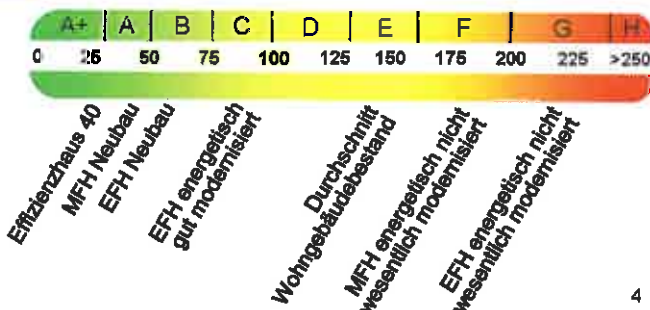 A+ A B C D E F G H
0 25 50 75 100 125 150 175 200 225 >250
Effizienzhaus 40
MFH Neubau
EFH Neubau
EFH energetisch
gut modernisiert
Durchschnitt
Wohngebäudebestand
MFH energetisch nicht
wesentlich modernisiert
EFH energetisch nicht
wesentlich modernisiert
4